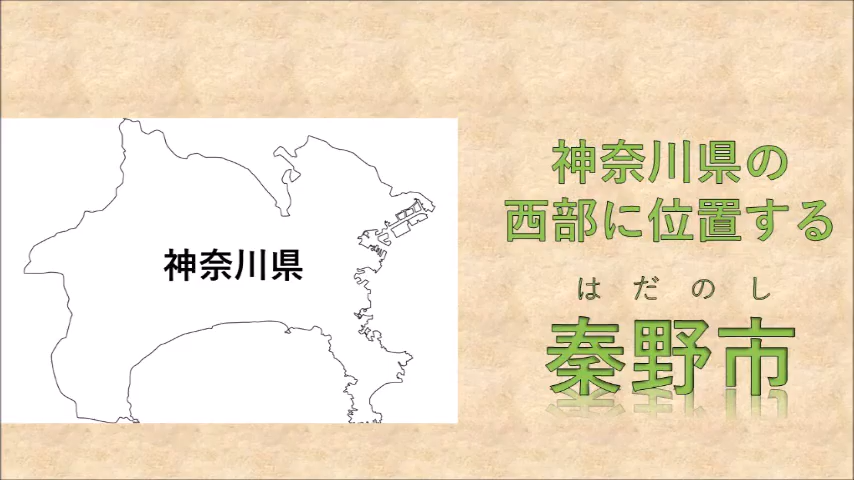 神奈川県
神奈川県の
西部に位置する
はだのし
秦野市